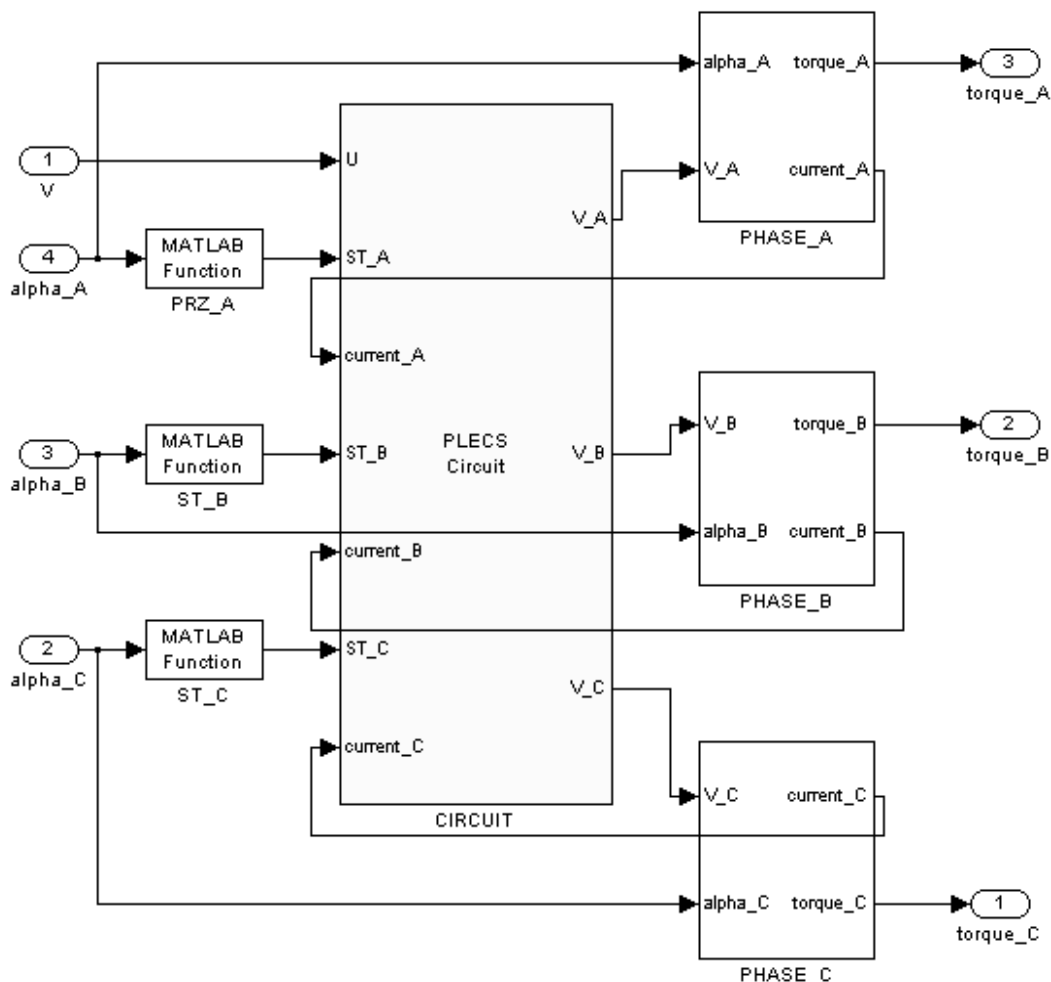 alpha_A
torque_A
3
torque_A
V_A
current_A
PHASE_A
1
V
U
V_A
4
alpha_A
MATLAB
Function
PRZ_A
ST_A
current_A
3
alpha_B
MATLAB
Function
ST_B
ST_B
PLECS
Circuit
V_B
V_B
torque_B
2
torque_B
alpha_B
current_B
PHASE_B
current_B
2
alpha_C
MATLAB
Function
ST_C
ST_C
V_C
current_C
CIRCUIT
V_C
current_C
alpha_C
torque_C
1
torque_C
PHASE_C